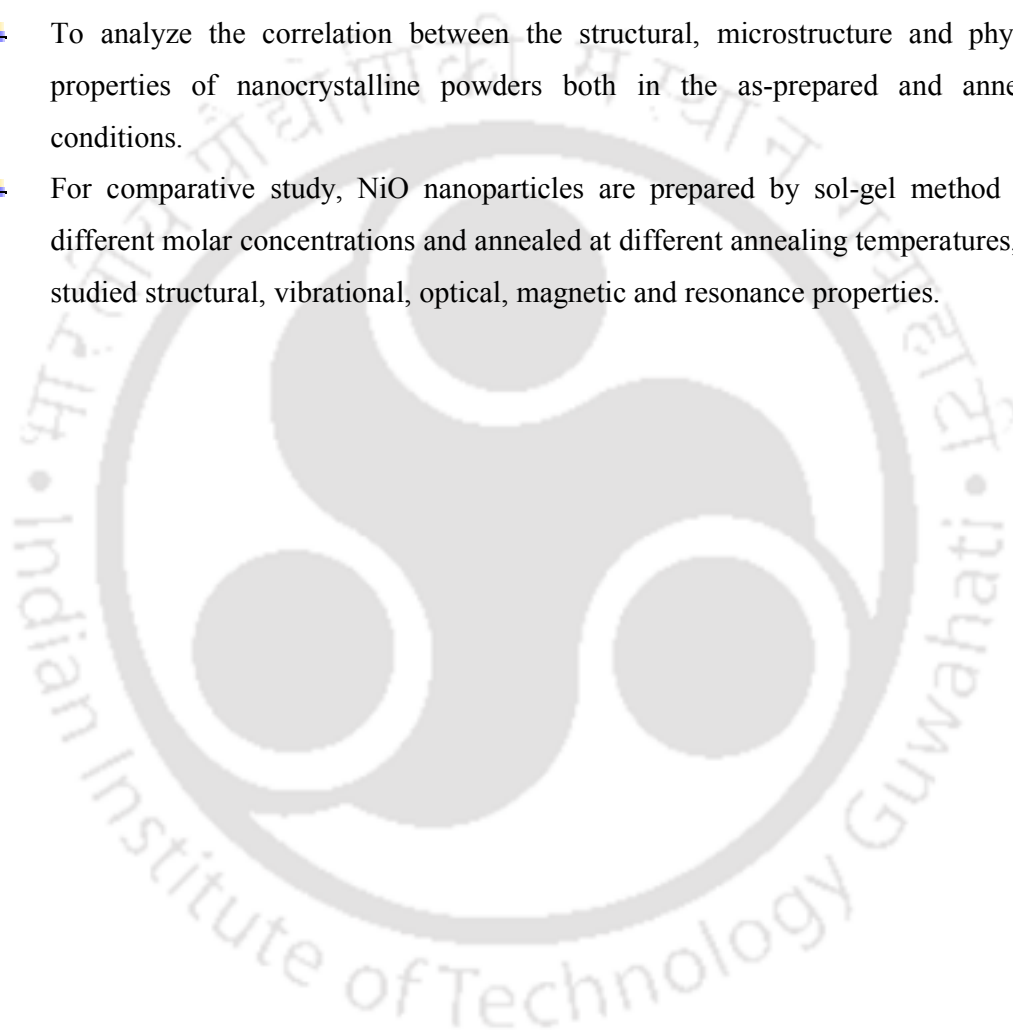 To analyze the correlation between the structural, microstructure and phy
properties of nanocrystalline powders both in the as-prepared and anne
conditions.
For comparative study, NiO nanoparticles are prepared by sol-gel method
different molar concentrations and annealed at different annealing temperatures,
studied structural, vibrational, optical, magnetic and resonance properties.
Indian Institute of Technology Guwahati